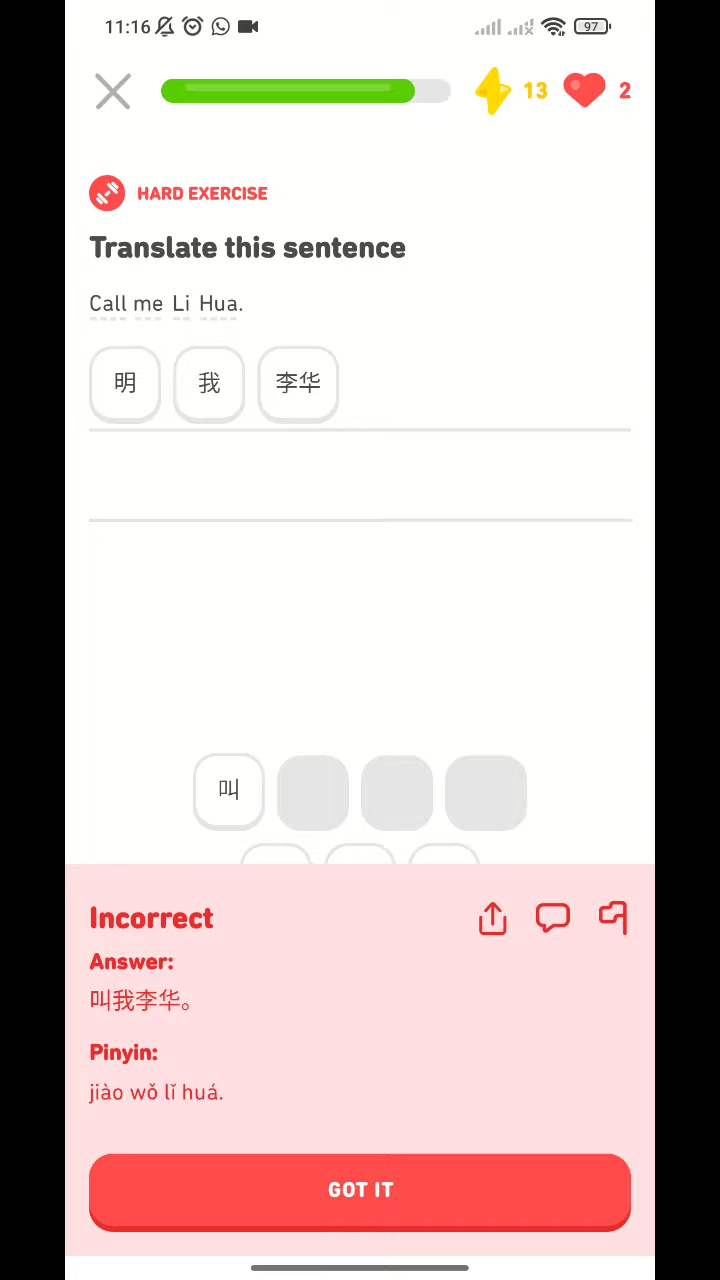 11:16
97
13
2
HARD EXERCISE
Translate this sentence
Call me Li Hua.
明 我 李华
叫
Incorrect
Answer:
叫我李华。
Pinyin:
jiào wǒ lǐ huá.
GOT IT